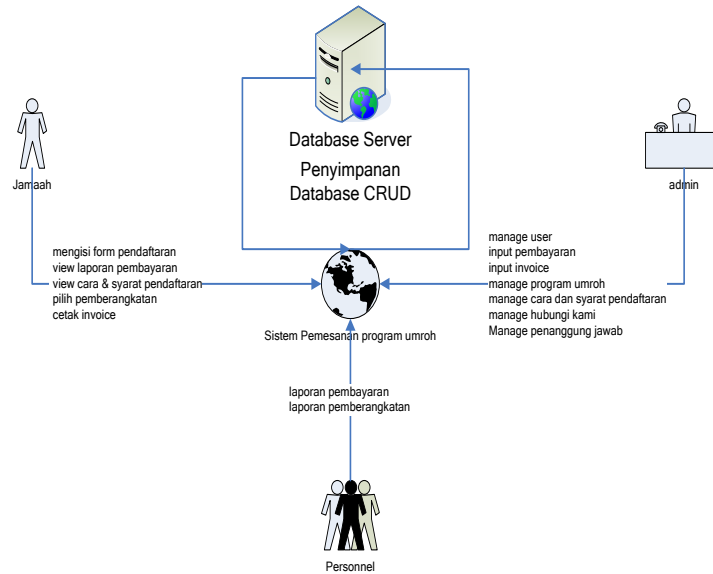 Database Server
Penyimpanan
Database CRUD
Jamaah
admin
mengisi form pendaftaran
view laporan pembayaran
view cara & syarat pendaftaran
pilih pemberangkatan
cetak invoice
manage user
input pembayaran
input invoice
manage program umroh
manage cara dan syarat pendaftaran
manage hubungi kami
Manage penanggung jawab
Sistem Pemesanan program umroh
laporan pembayaran
laporan pemberangkatan
Personnel